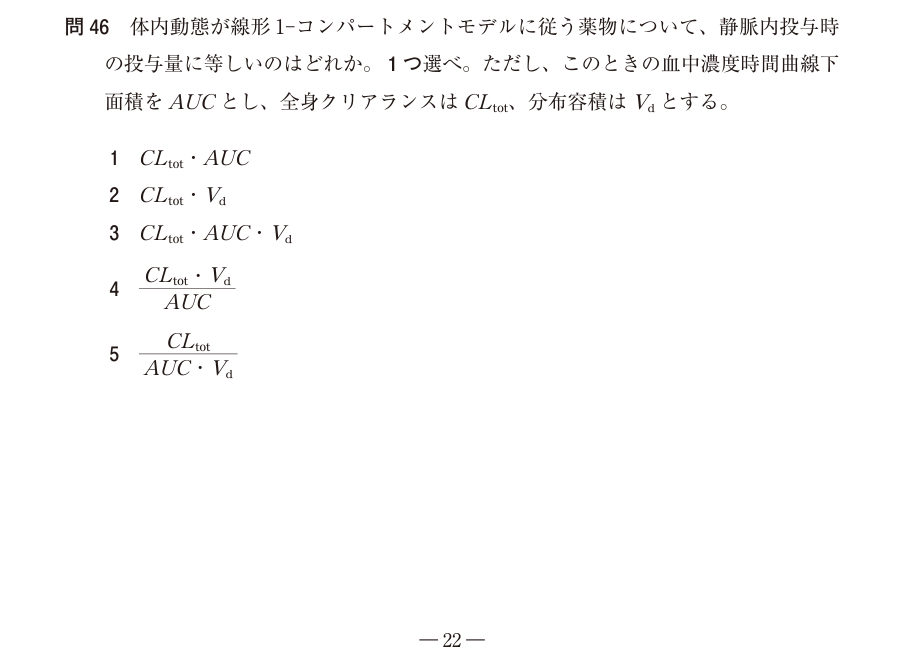 問 46 体内動態が線形 1-コンパートメントモデルに従う薬物について、静脈内投与時
の投与量に等しいのはどれか。1つ選べ。ただし、このときの血中濃度時間曲線下
面積を AUC とし、全身クリアランスは CLtot、分布容積は Vd とする。
1 CLtot・AUC
2 CLtot・Vd
3 CLtot・AUC・Vd
4 CLtot・Vd
AUC
5 CLtot
AUC・Vd
— 22 —